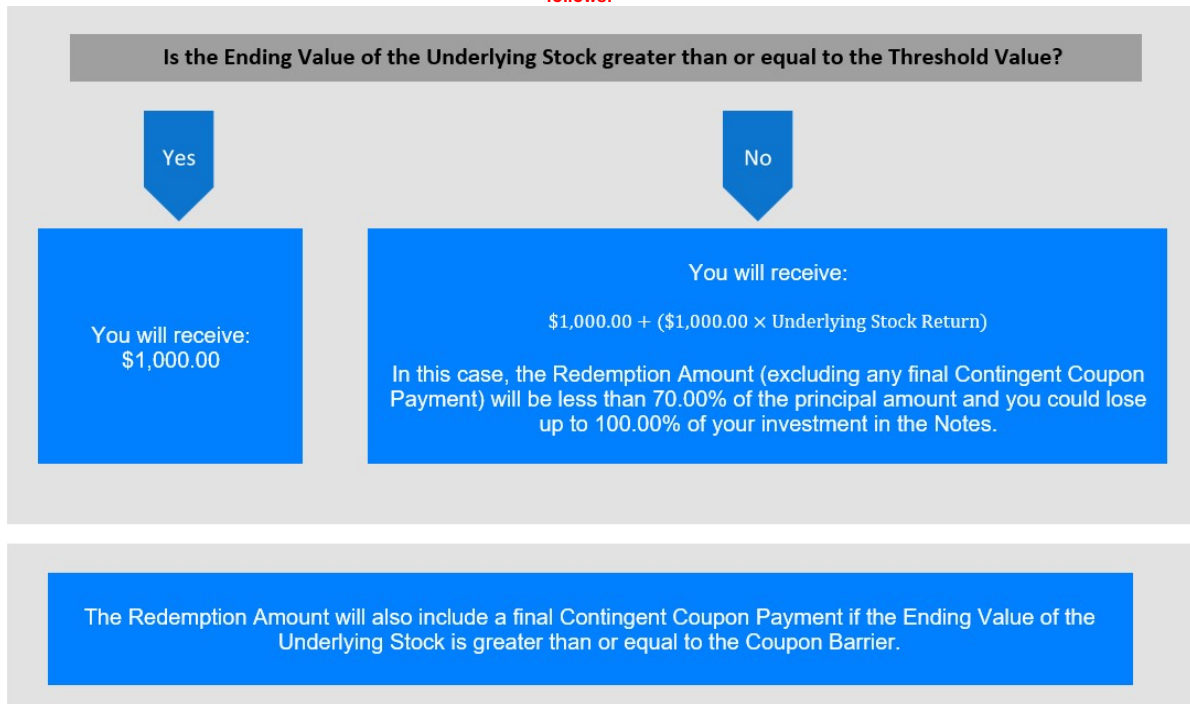 Is the Ending Value of the Underlying Stock greater than or equal to the Threshold Value?
Yes
No
You will receive:
$1,000.00
You will receive:
$1,000.00 + ($1,000.00 × Underlying Stock Return)
In this case, the Redemption Amount (excluding any final Contingent Coupon
Payment) will be less than 70.00% of the principal amount and you could lose
up to 100.00% of your investment in the Notes.
The Redemption Amount will also include a final Contingent Coupon Payment if the Ending Value of the
Underlying Stock is greater than or equal to the Coupon Barrier.